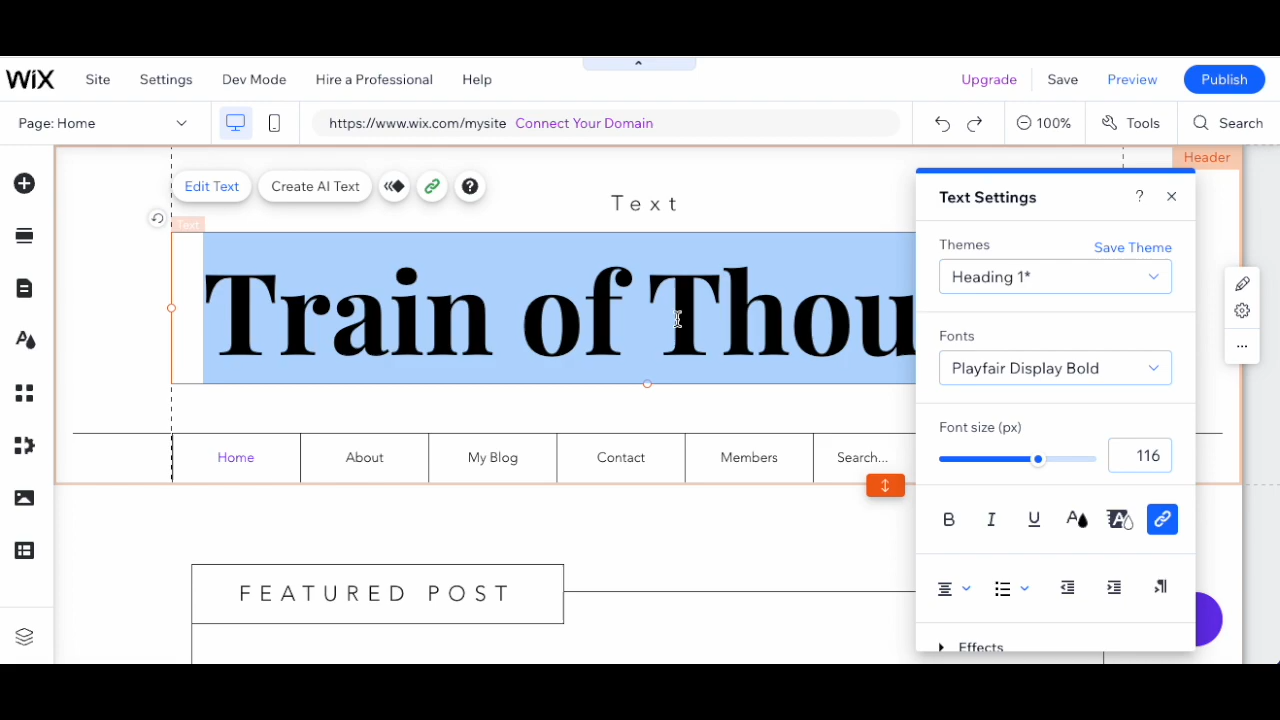 WiX Site Settings Dev Mode Hire a Professional Help Upgrade Save Preview Publish
Page: Home https://www.wix.com/mysite Connect Your Domain 100% Tools Search
Header
Edit Text Create AI Text ?
Text
Text
Train of Thou
Home About My Blog Contact Members Search...
FEATURED POST
Text Settings ?
Themes Save Theme
Heading 1*
Fonts
Playfair Display Bold
Font size (px)
116
B I U A A
Effects